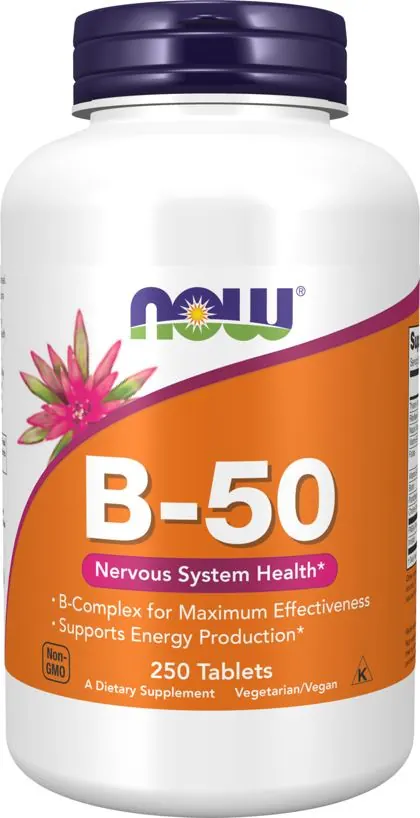 now®
B-50
Nervous System Health*
• B-Complex for Maximum Effectiveness
• Supports Energy Production*
Non-
GMO
250 Tablets
A Dietary Supplement Vegetarian/Vegan
K